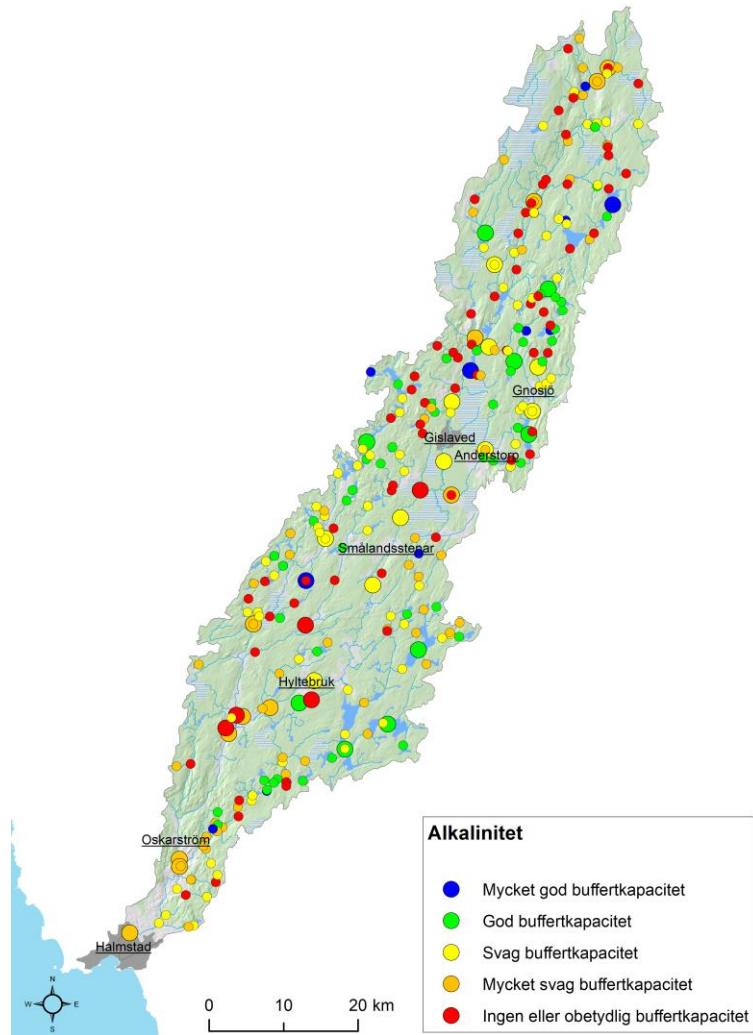 Gnosjö
Gislaved
Anderstorp
Smålandsstenar
Hyltebruk
Oskarström
Halmstad
N
W E
S
0 10 20 km
Alkalinitet
Mycket god buffertkapacitet
God buffertkapacitet
Svag buffertkapacitet
Mycket svag buffertkapacitet
Ingen eller obetydlig buffertkapacitet